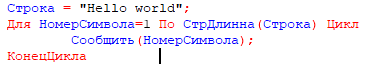 Строка = "Hello world";
Для НомерСимвола=1 По СтрДлинна(Строка) Цикл
Сообщить(НомерСимвола);
КонецЦикла